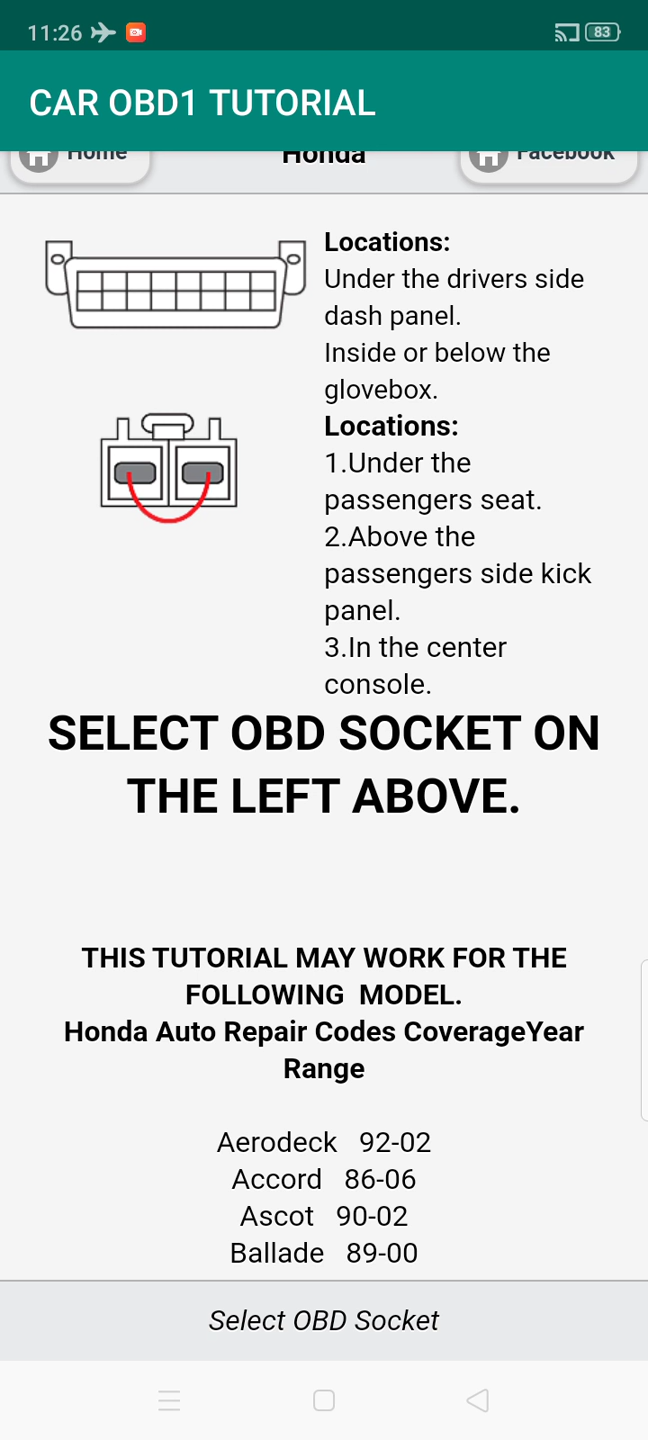 11:26
83
CAR OBD1 TUTORIAL
Home
Honda
Facebook
Locations:
Under the drivers side
dash panel.
Inside or below the
glovebox.
Locations:
1.Under the
passengers seat.
2.Above the
passengers side kick
panel.
3.In the center
console.
SELECT OBD SOCKET ON
THE LEFT ABOVE.
THIS TUTORIAL MAY WORK FOR THE
FOLLOWING  MODEL.
Honda Auto Repair Codes CoverageYear
Range
Aerodeck   92-02
Accord   86-06
Ascot   90-02
Ballade   89-00
Select OBD Socket